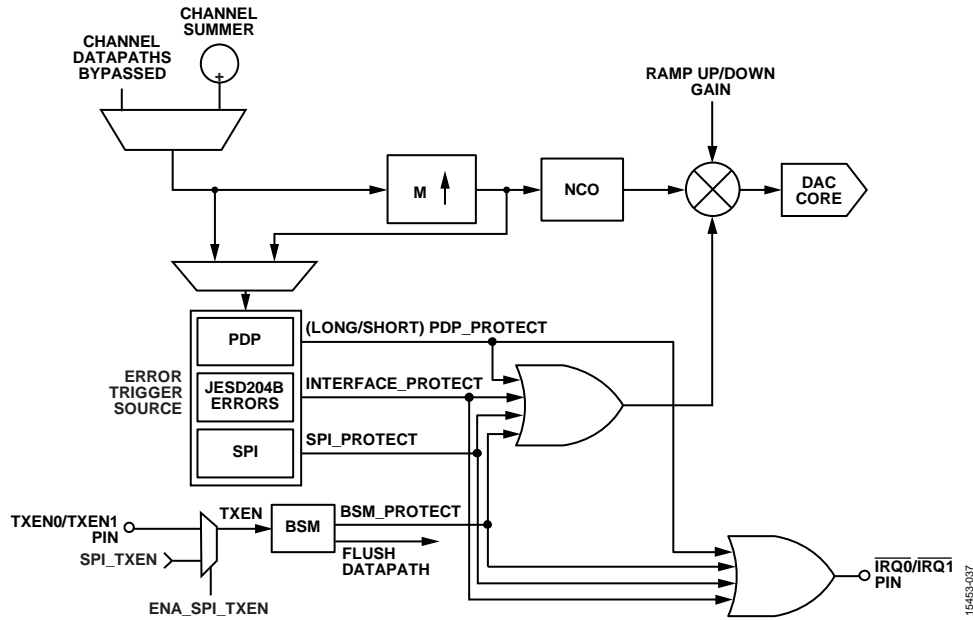 CHANNEL
SUMMER
CHANNEL
DATAPATHS
BYPASSED
+
RAMP UP/DOWN
GAIN
M
NCO
DAC
CORE
PDP
(LONG/SHORT) PDP_PROTECT
ERROR
TRIGGER
SOURCE
JESD204B
ERRORS
INTERFACE_PROTECT
SPI
SPI_PROTECT
TXEN0/TXEN1
PIN
TXEN
BSM
BSM_PROTECT
FLUSH
DATAPATH
SPI_TXEN
ENA_SPI_TXEN
IRQ0/IRQ1
PIN
15453-037